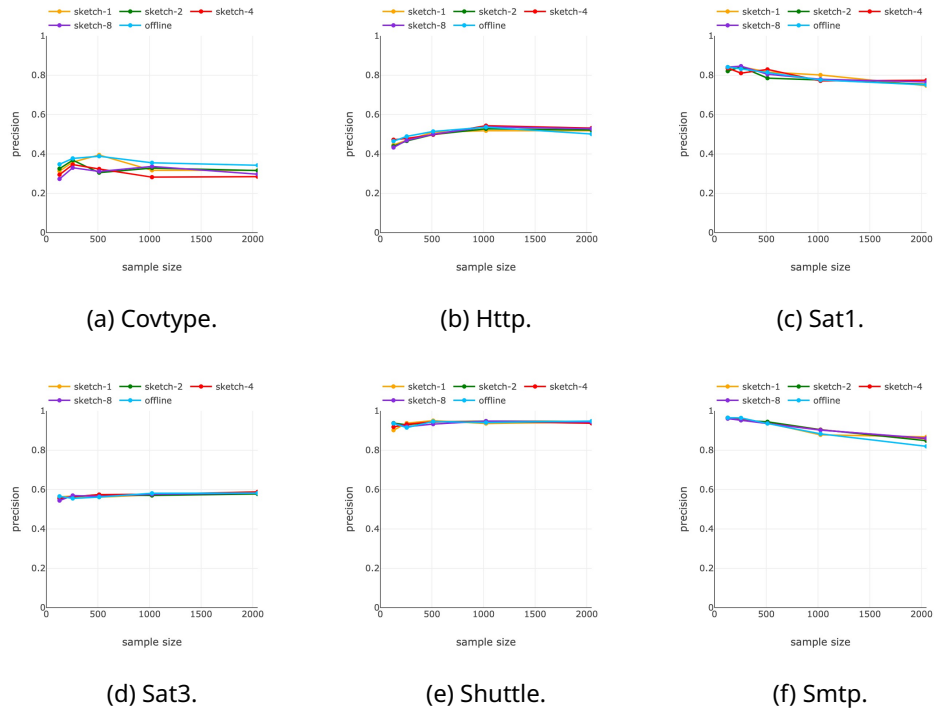 sketch-1 sketch-2 sketch-4
sketch-8 offline
1
0.8
0.6
0.4
0.2
0
precision
0 500 1000 1500 2000
sample size
(a) Covtype.
sketch-1 sketch-2 sketch-4
sketch-8 offline
1
0.8
0.6
0.4
0.2
0
precision
0 500 1000 1500 2000
sample size
(b) Http.
sketch-1 sketch-2 sketch-4
sketch-8 offline
1
0.8
0.6
0.4
0.2
0
precision
0 500 1000 1500 2000
sample size
(c) Sat1.
sketch-1 sketch-2 sketch-4
sketch-8 offline
1
0.8
0.6
0.4
0.2
0
precision
0 500 1000 1500 2000
sample size
(d) Sat3.
sketch-1 sketch-2 sketch-4
sketch-8 offline
1
0.8
0.6
0.4
0.2
0
precision
0 500 1000 1500 2000
sample size
(e) Shuttle.
sketch-1 sketch-2 sketch-4
sketch-8 offline
1
0.8
0.6
0.4
0.2
0
precision
0 500 1000 1500 2000
sample size
(f) Smtp.